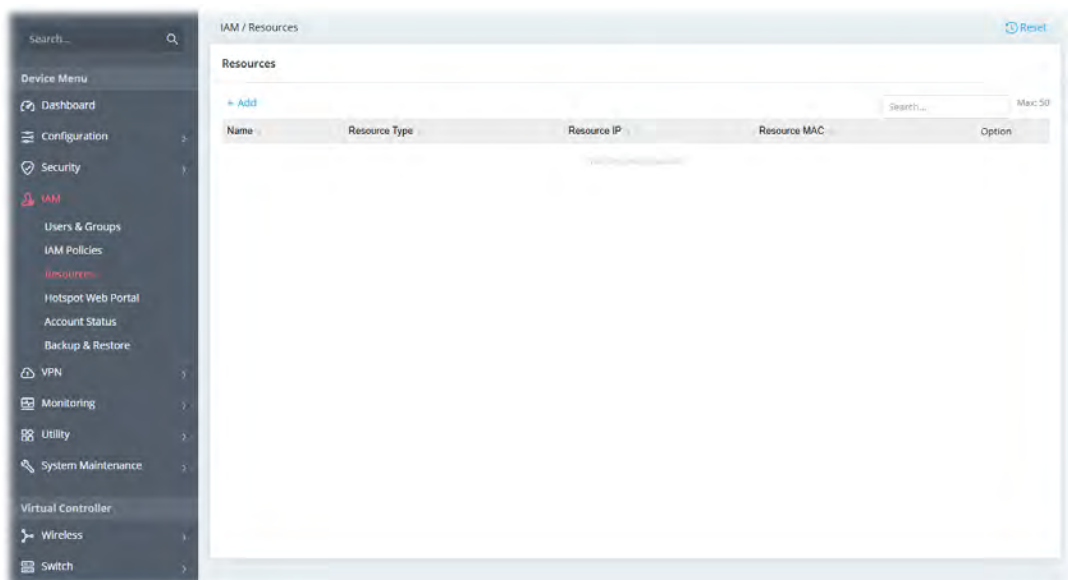 Search...
Device Menu
Dashboard
Configuration
Security
IAM
Users & Groups
IAM Policies
Resources
Hotspot Web Portal
Account Status
Backup & Restore
VPN
Monitoring
Utility
System Maintenance
Virtual Controller
Wireless
Switch
IAM / Resources
Reset
Resources
+ Add
Search...
Max: 50
Name Resource Type Resource IP Resource MAC Option